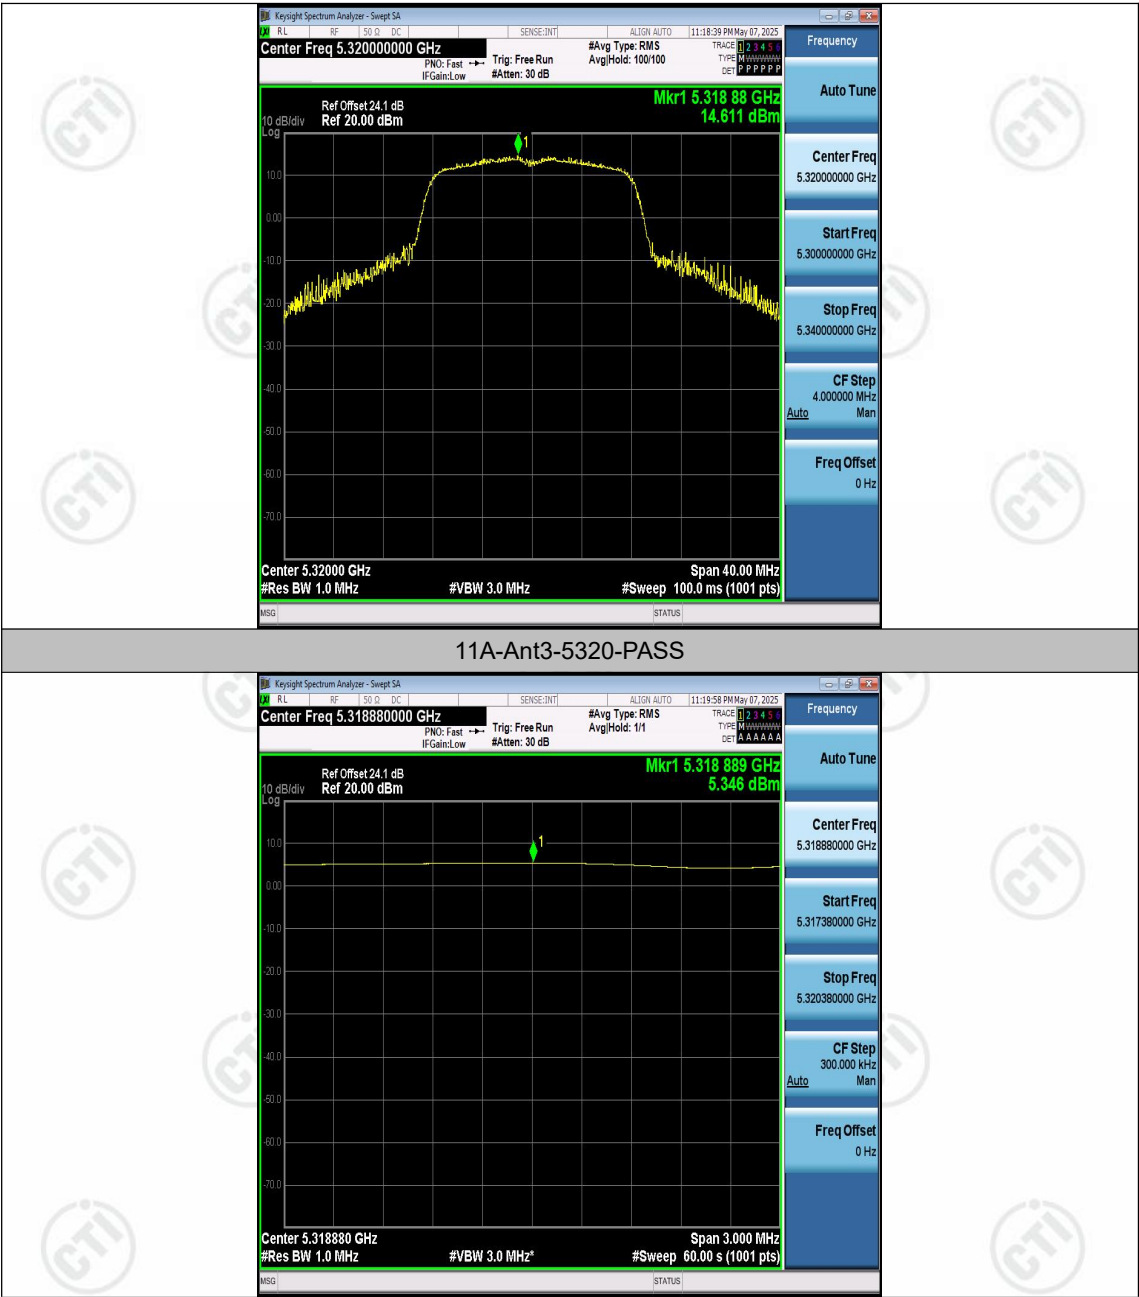 Keysight Spectrum Analyzer - Swept SA
RL RF 50 Ω DC SENSE:INT ALIGN AUTO 11:18:39 PM May 07, 2025
Center Freq 5.320000000 GHz
#Avg Type: RMS
TRACE 1 2 3 4 5 6
PNO: Fast Trig: Free Run
Avg|Hold: 100/100
TYPE M WWWWW
IFGain:Low #Atten: 30 dB
DET P P P P P P
Frequency
Auto Tune
Mkr1 5.318 88 GHz
14.611 dBm
Ref Offset 24.1 dB
10 dB/div Ref 20.00 dBm
Log
1
10.0
0.00
-10.0
-20.0
-30.0
-40.0
-50.0
-60.0
-70.0
Center Freq
5.320000000 GHz
Start Freq
5.300000000 GHz
Stop Freq
5.340000000 GHz
CF Step
4.000000 MHz
Auto Man
Freq Offset
0 Hz
Center 5.32000 GHz Span 40.00 MHz
#Res BW 1.0 MHz #VBW 3.0 MHz #Sweep 100.0 ms (1001 pts)
MSG STATUS
11A-Ant3-5320-PASS
Keysight Spectrum Analyzer - Swept SA
RL RF 50 Ω DC SENSE:INT ALIGN AUTO 11:19:58 PM May 07, 2025
Center Freq 5.318880000 GHz
#Avg Type: RMS
TRACE 1 2 3 4 5 6
PNO: Fast Trig: Free Run
Avg|Hold: 1/1
TYPE M WWWWW
IFGain:Low #Atten: 30 dB
DET A A A A A A
Frequency
Auto Tune
Mkr1 5.318 889 GHz
5.346 dBm
Ref Offset 24.1 dB
10 dB/div Ref 20.00 dBm
Log
1
10.0
0.00
-10.0
-20.0
-30.0
-40.0
-50.0
-60.0
-70.0
Center Freq
5.318880000 GHz
Start Freq
5.317380000 GHz
Stop Freq
5.320380000 GHz
CF Step
300.000 kHz
Auto Man
Freq Offset
0 Hz
Center 5.318880 GHz Span 3.000 MHz
#Res BW 1.0 MHz #VBW 3.0 MHz* #Sweep 60.00 s (1001 pts)
MSG STATUS
CTI
CTI
CTI
CTI
CTI
CTI
CTI
CTI